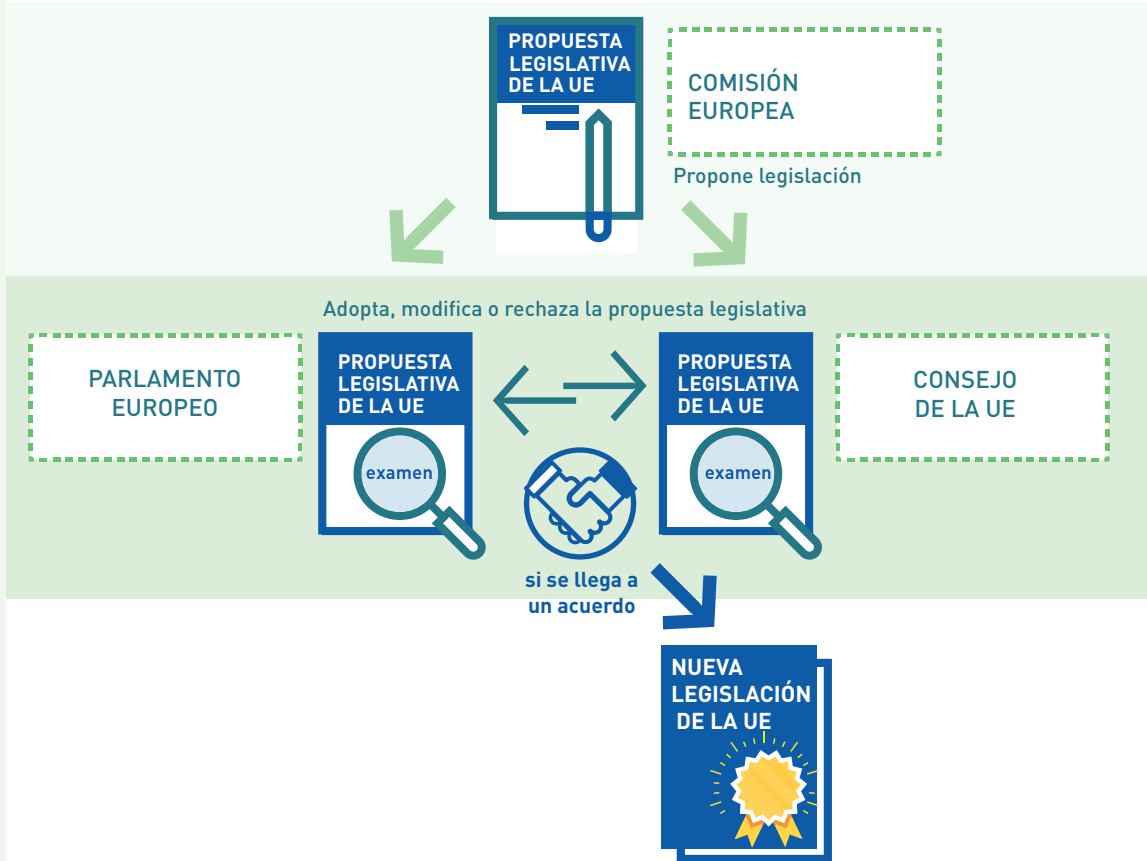 PROPUESTA
LEGISLATIVA
DE LA UE
COMISIÓN
EUROPEA
Propone legislación
Adopta, modifica o rechaza la propuesta legislativa
PARLAMENTO
EUROPEO
PROPUESTA
LEGISLATIVA
DE LA UE
examen
PROPUESTA
LEGISLATIVA
DE LA UE
examen
CONSEJO
DE LA UE
si se llega a
un acuerdo
NUEVA
LEGISLACIÓN
DE LA UE